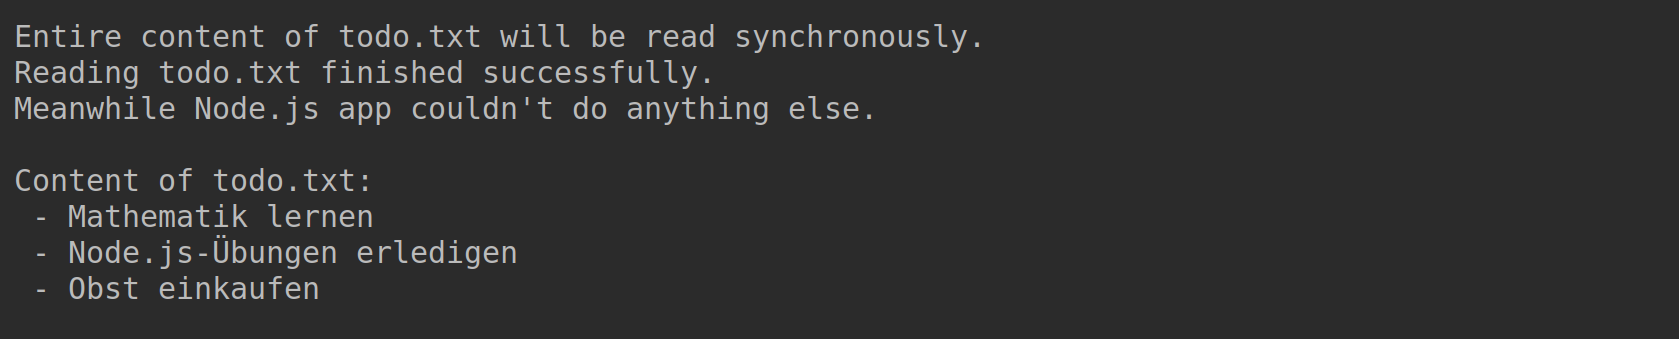 Entire content of todo.txt will be read synchronously.
Reading todo.txt finished successfully.
Meanwhile Node.js app couldn't do anything else.

Content of todo.txt:
 - Mathematik lernen
 - Node.js-Übungen erledigen
 - Obst einkaufen